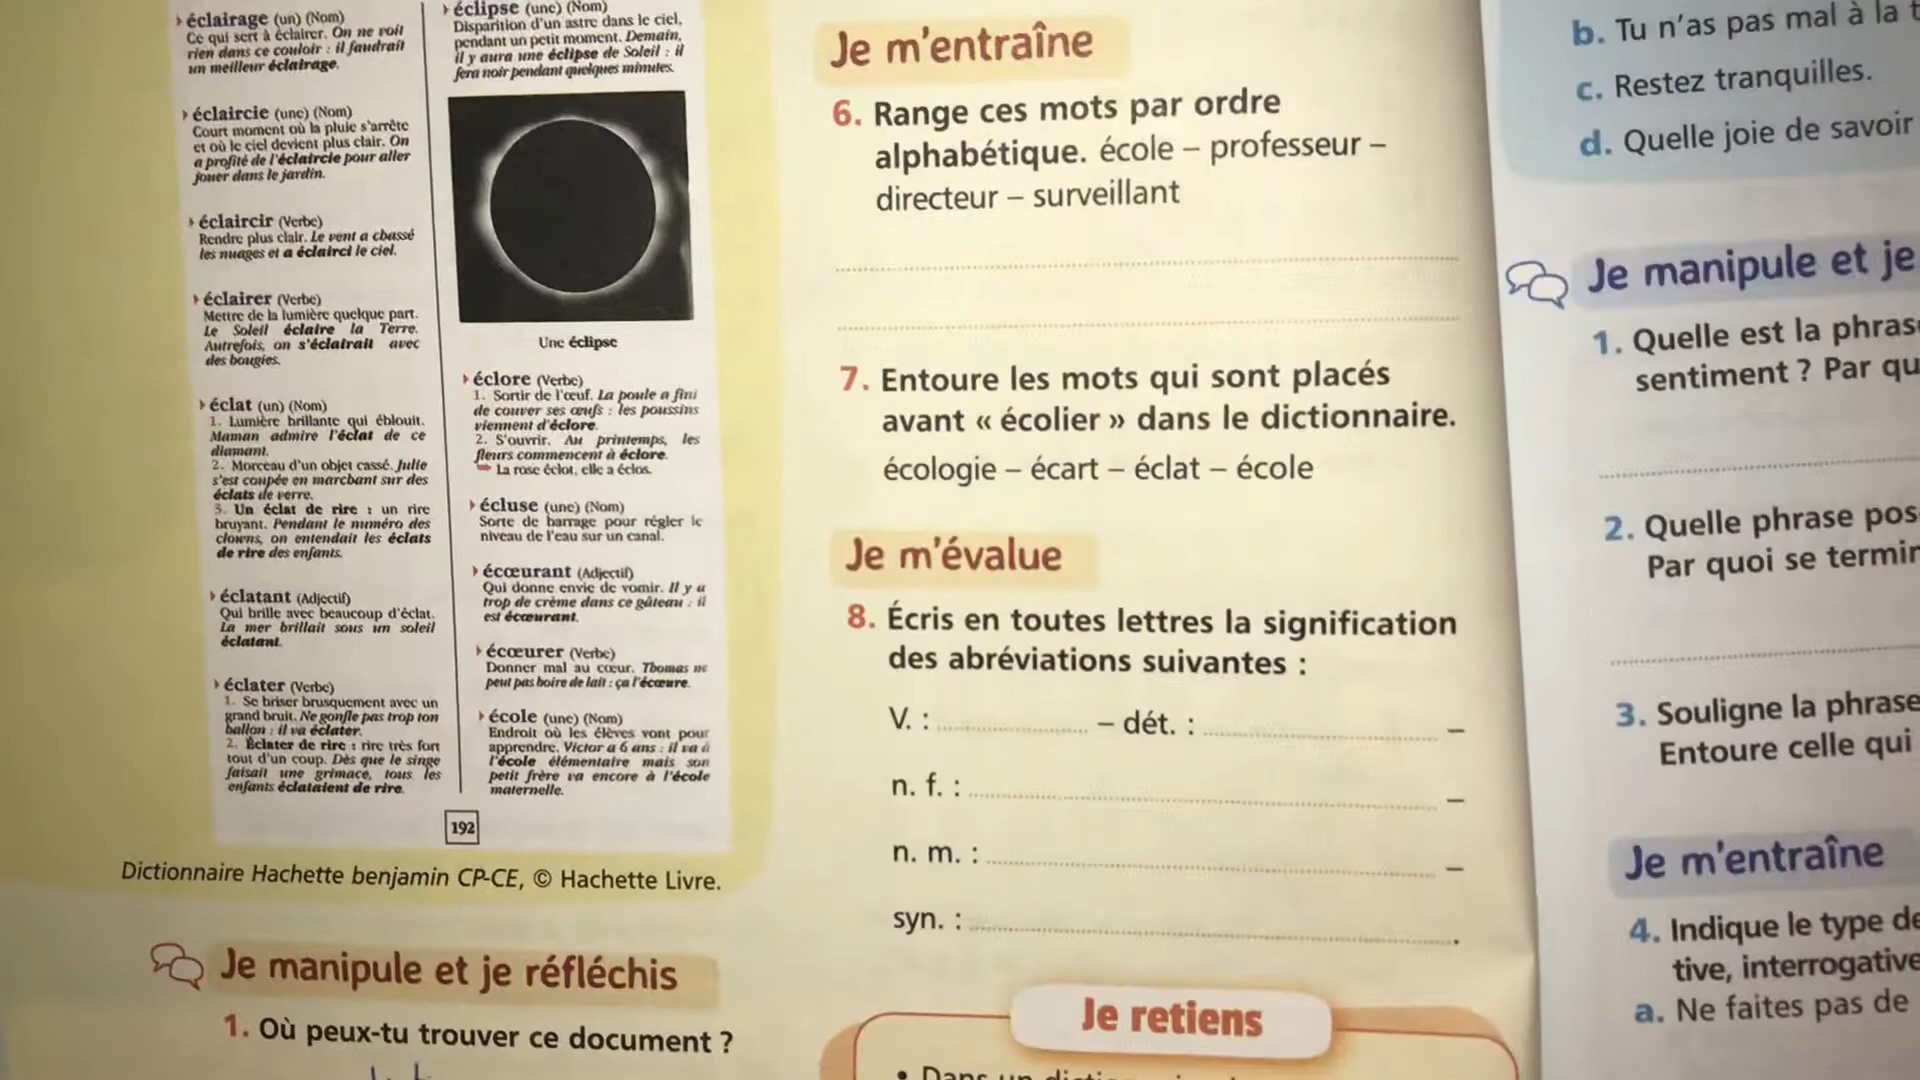 éclairage (un) (Nom)
Ce qui sert à éclairer. On ne voit
rien dans ce couloir : il faudrait
un meilleur éclairage.
éclaircie (une) (Nom)
Court moment où la pluie s'arrête
et où le ciel devient plus clair. On
a profité de l'éclaircie pour aller
jouer dans le jardin.
éclaircir (Verbe)
Rendre plus clair. Le vent a chassé
les nuages et a éclairci le ciel.
éclairer (Verbe)
Mettre de la lumière quelque part.
Le Soleil éclaire la Terre.
Autrefois, on s'éclairait avec
des bougies.
éclat (un) (Nom)
1. Lumière brillante qui éblouit.
Maman admire l'éclat de ce
diamant.
2. Morceau d'un objet cassé. Julie
s'est coupée en marchant sur des
éclats de verre.
3. Un éclat de rire : un rire
bruyant. Pendant le numéro des
clowns, on entendait les éclats
de rire des enfants.
éclatant (Adjectif)
Qui brille avec beaucoup d'éclat.
La mer brillait sous un soleil
éclatant.
éclater (Verbe)
1. Se briser brusquement avec un
grand bruit. Ne gonfle pas trop ton
ballon : il va éclater.
2. Éclater de rire : rire très fort
tout d'un coup. Dès que le singe
faisait une grimace, tous les
enfants éclataient de rire.
éclipse (une) (Nom)
Disparition d'un astre dans le ciel,
pendant un petit moment. Demain,
il y aura une éclipse de Soleil : il
fera noir pendant quelques minutes.
Une éclipse
éclore (Verbe)
1. Sortir de l'œuf. La poule a fini
de couver ses œufs : les poussins
viennent d'éclore.
2. S'ouvrir. Au printemps, les
fleurs commencent à éclore.
La rose éclot, elle a éclos.
écluse (une) (Nom)
Sorte de barrage pour régler le
niveau de l'eau sur un canal.
écœurant (Adjectif)
Qui donne envie de vomir. Il y a
trop de crème dans ce gâteau : il
est écœurant.
écœurer (Verbe)
Donner mal au cœur. Thomas ne
peut pas boire de lait : ça l'écœure.
école (une) (Nom)
Endroit où les élèves vont pour
apprendre. Victor a 6 ans : il va à
l'école élémentaire mais son
petit frère va encore à l'école
maternelle.
192
Dictionnaire Hachette benjamin CP-CE, © Hachette Livre.
Je manipule et je réfléchis
1. Où peux-tu trouver ce document ?
Je m'entraîne
6. Range ces mots par ordre
alphabétique. école – professeur –
directeur – surveillant
7. Entoure les mots qui sont placés
avant « écolier » dans le dictionnaire.
écologie – écart – éclat – école
Je m'évalue
8. Écris en toutes lettres la signification
des abréviations suivantes :
V. : – dét. : –
n. f. : –
n. m. : –
syn. : .
Je retiens
• Dans un
b. Tu n'as pas mal à la
c. Restez tranquilles.
d. Quelle joie de savoir
Je manipule et je
1. Quelle est la
sentiment ? Par
2. Quelle phrase
Par quoi se
3. Souligne la phrase
Entoure celle qui
Je m'entraîne
4. Indique le type
tive, interrogative
a. Ne faites pas de